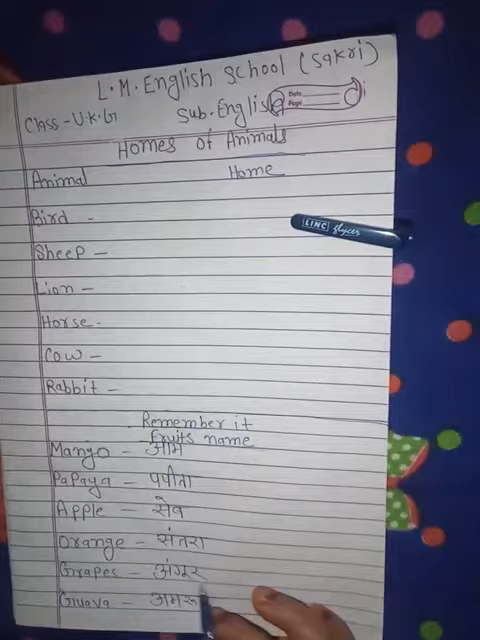 L.M. English School (Sakri)
Class - U.K.G Sub. English
Date
Page
Homes of Animals
Animal Home
Bird -
LINC glycer
Sheep -
Lion -
Horse -
Cow -
Rabbit -
Remember it
fruits name
Mango - आम
Papaya - पपीता
Apple - सेब
Orange - संतरा
Grapes - अंगूर
Guava - अमरू